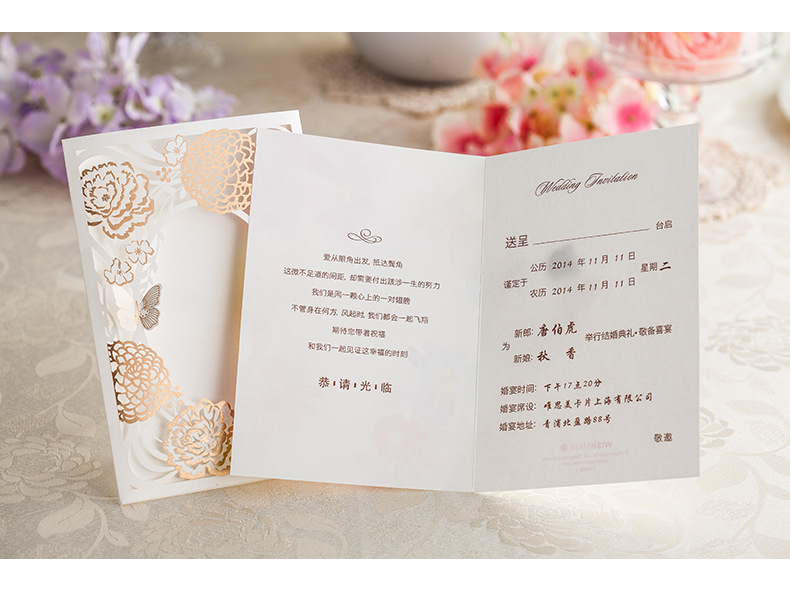 爱从眼角出发, 抵达鬓角
这微不足道的间距, 却需要付出跋涉一生的努力
我们是同一颗心上的一对翅膀
不管身在何方, 风起时, 我们都会一起飞翔
期待您带着祝福
和我们一起见证这幸福的时刻
恭请光临
Wedding Invitation
送呈 台启
谨定于
公历 2014 年 11 月 11 日 星期 二
农历 2014 年 11 月 11 日
为
新郎: 唐伯虎 举行结婚典礼·敬备喜宴
新娘: 秋 香
婚宴时间: 下午17点20分
婚宴席设: 唯思美卡片上海有限公司
婚宴地址: 青浦北盈路88号
敬邀